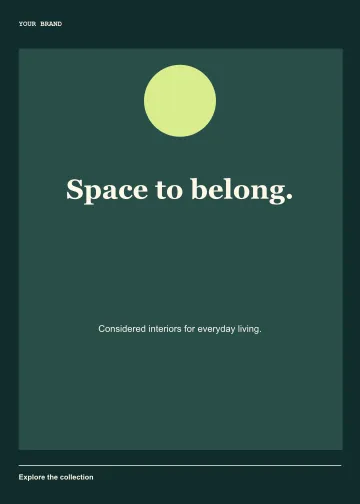 YOUR BRAND
Space to belong.
Considered interiors for everyday living.
Explore the collection